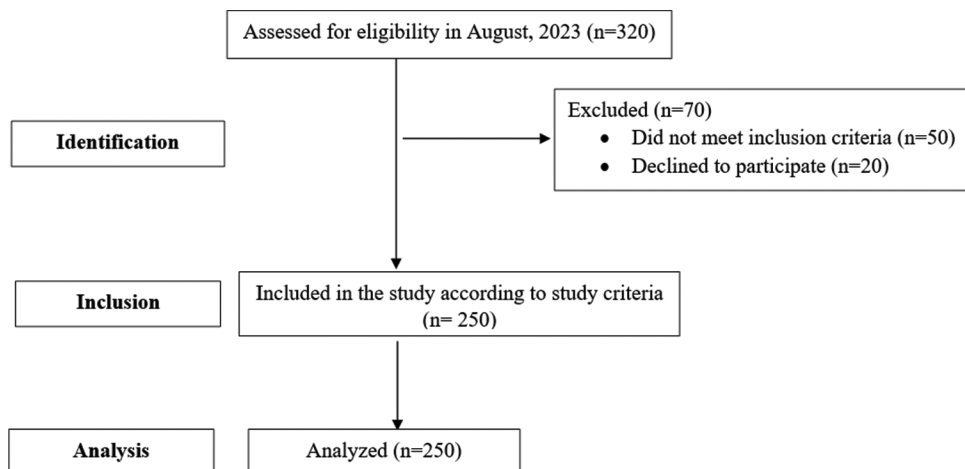 Assessed for eligibility in August, 2023 (n=320)
Excluded (n=70)
• Did not meet inclusion criteria (n=50)
• Declined to participate (n=20)
Identification
Inclusion
Included in the study according to study criteria
(n= 250)
Analysis
Analyzed (n=250)